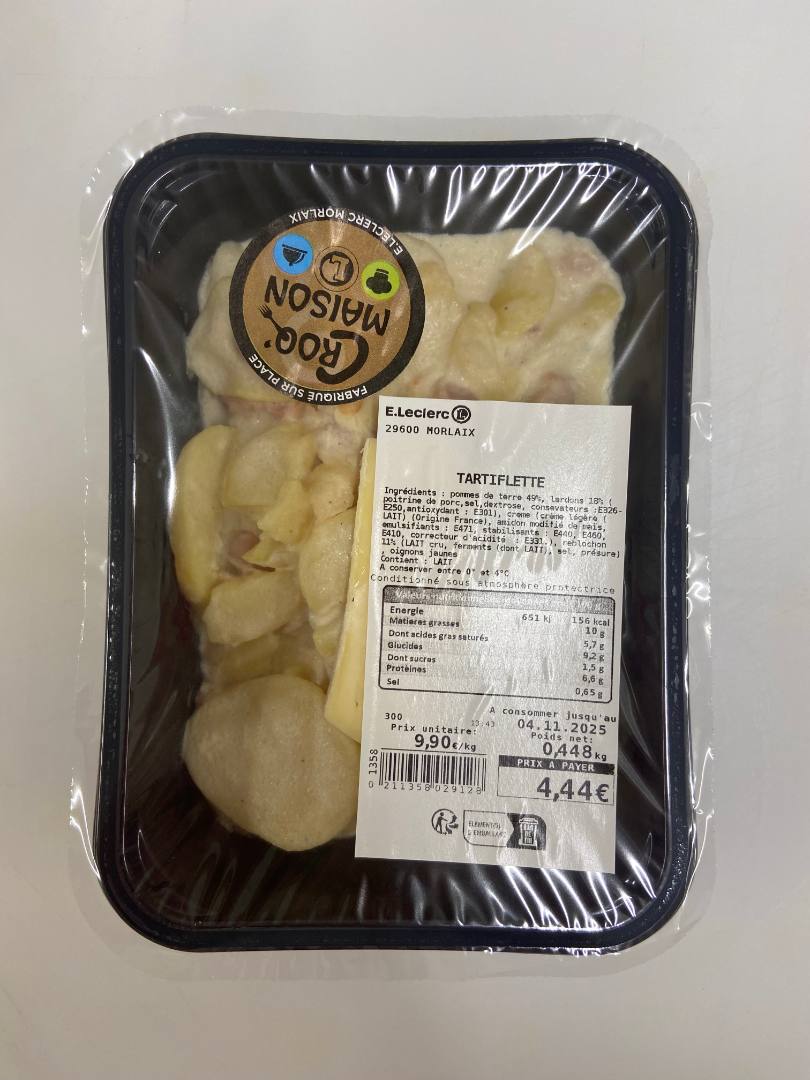 E.LECLERC MORLAIX
CROQ'
MAISON
FABRIQUÉ SUR PLACE
E.Leclerc L
29600 MORLAIX
TARTIFLETTE
Ingrédients : pommes de terre 49%, lardons 18% (
poitrine de porc,sel,dextrose, consevateurs :E326-
E250,antioxydant : E301), crème (crème légère (
LAIT) (Origine France), amidon modifié de maïs,
emulsifiants : E471, stabilisants : E440, E460,
E410, correcteur d'acidité : E331.), reblochon
11% (LAIT cru, ferments (dont LAIT), sel, présure)
, oignons jaunes
Contient : LAIT
A conserver entre 0° et 4°C
Conditionné sous atmosphère protectrice
Valeurs
Energie 651 kj 156 kcal
Matieres grasses 10 g
Dont acides gras saturés 5,7 g
Glucides 9,2 g
Dont sucres 1,5 g
Protéines 6,6 g
Sel 0,65 g
A consommer jusqu'au
300 13:43 04.11.2025
Prix unitaire: Poids net:
9,90€/kg 0,448kg
PRIX A PAYER
4,44€
1358
0 211358 029128
ELEMENT(S)
D'EMBALLAGE